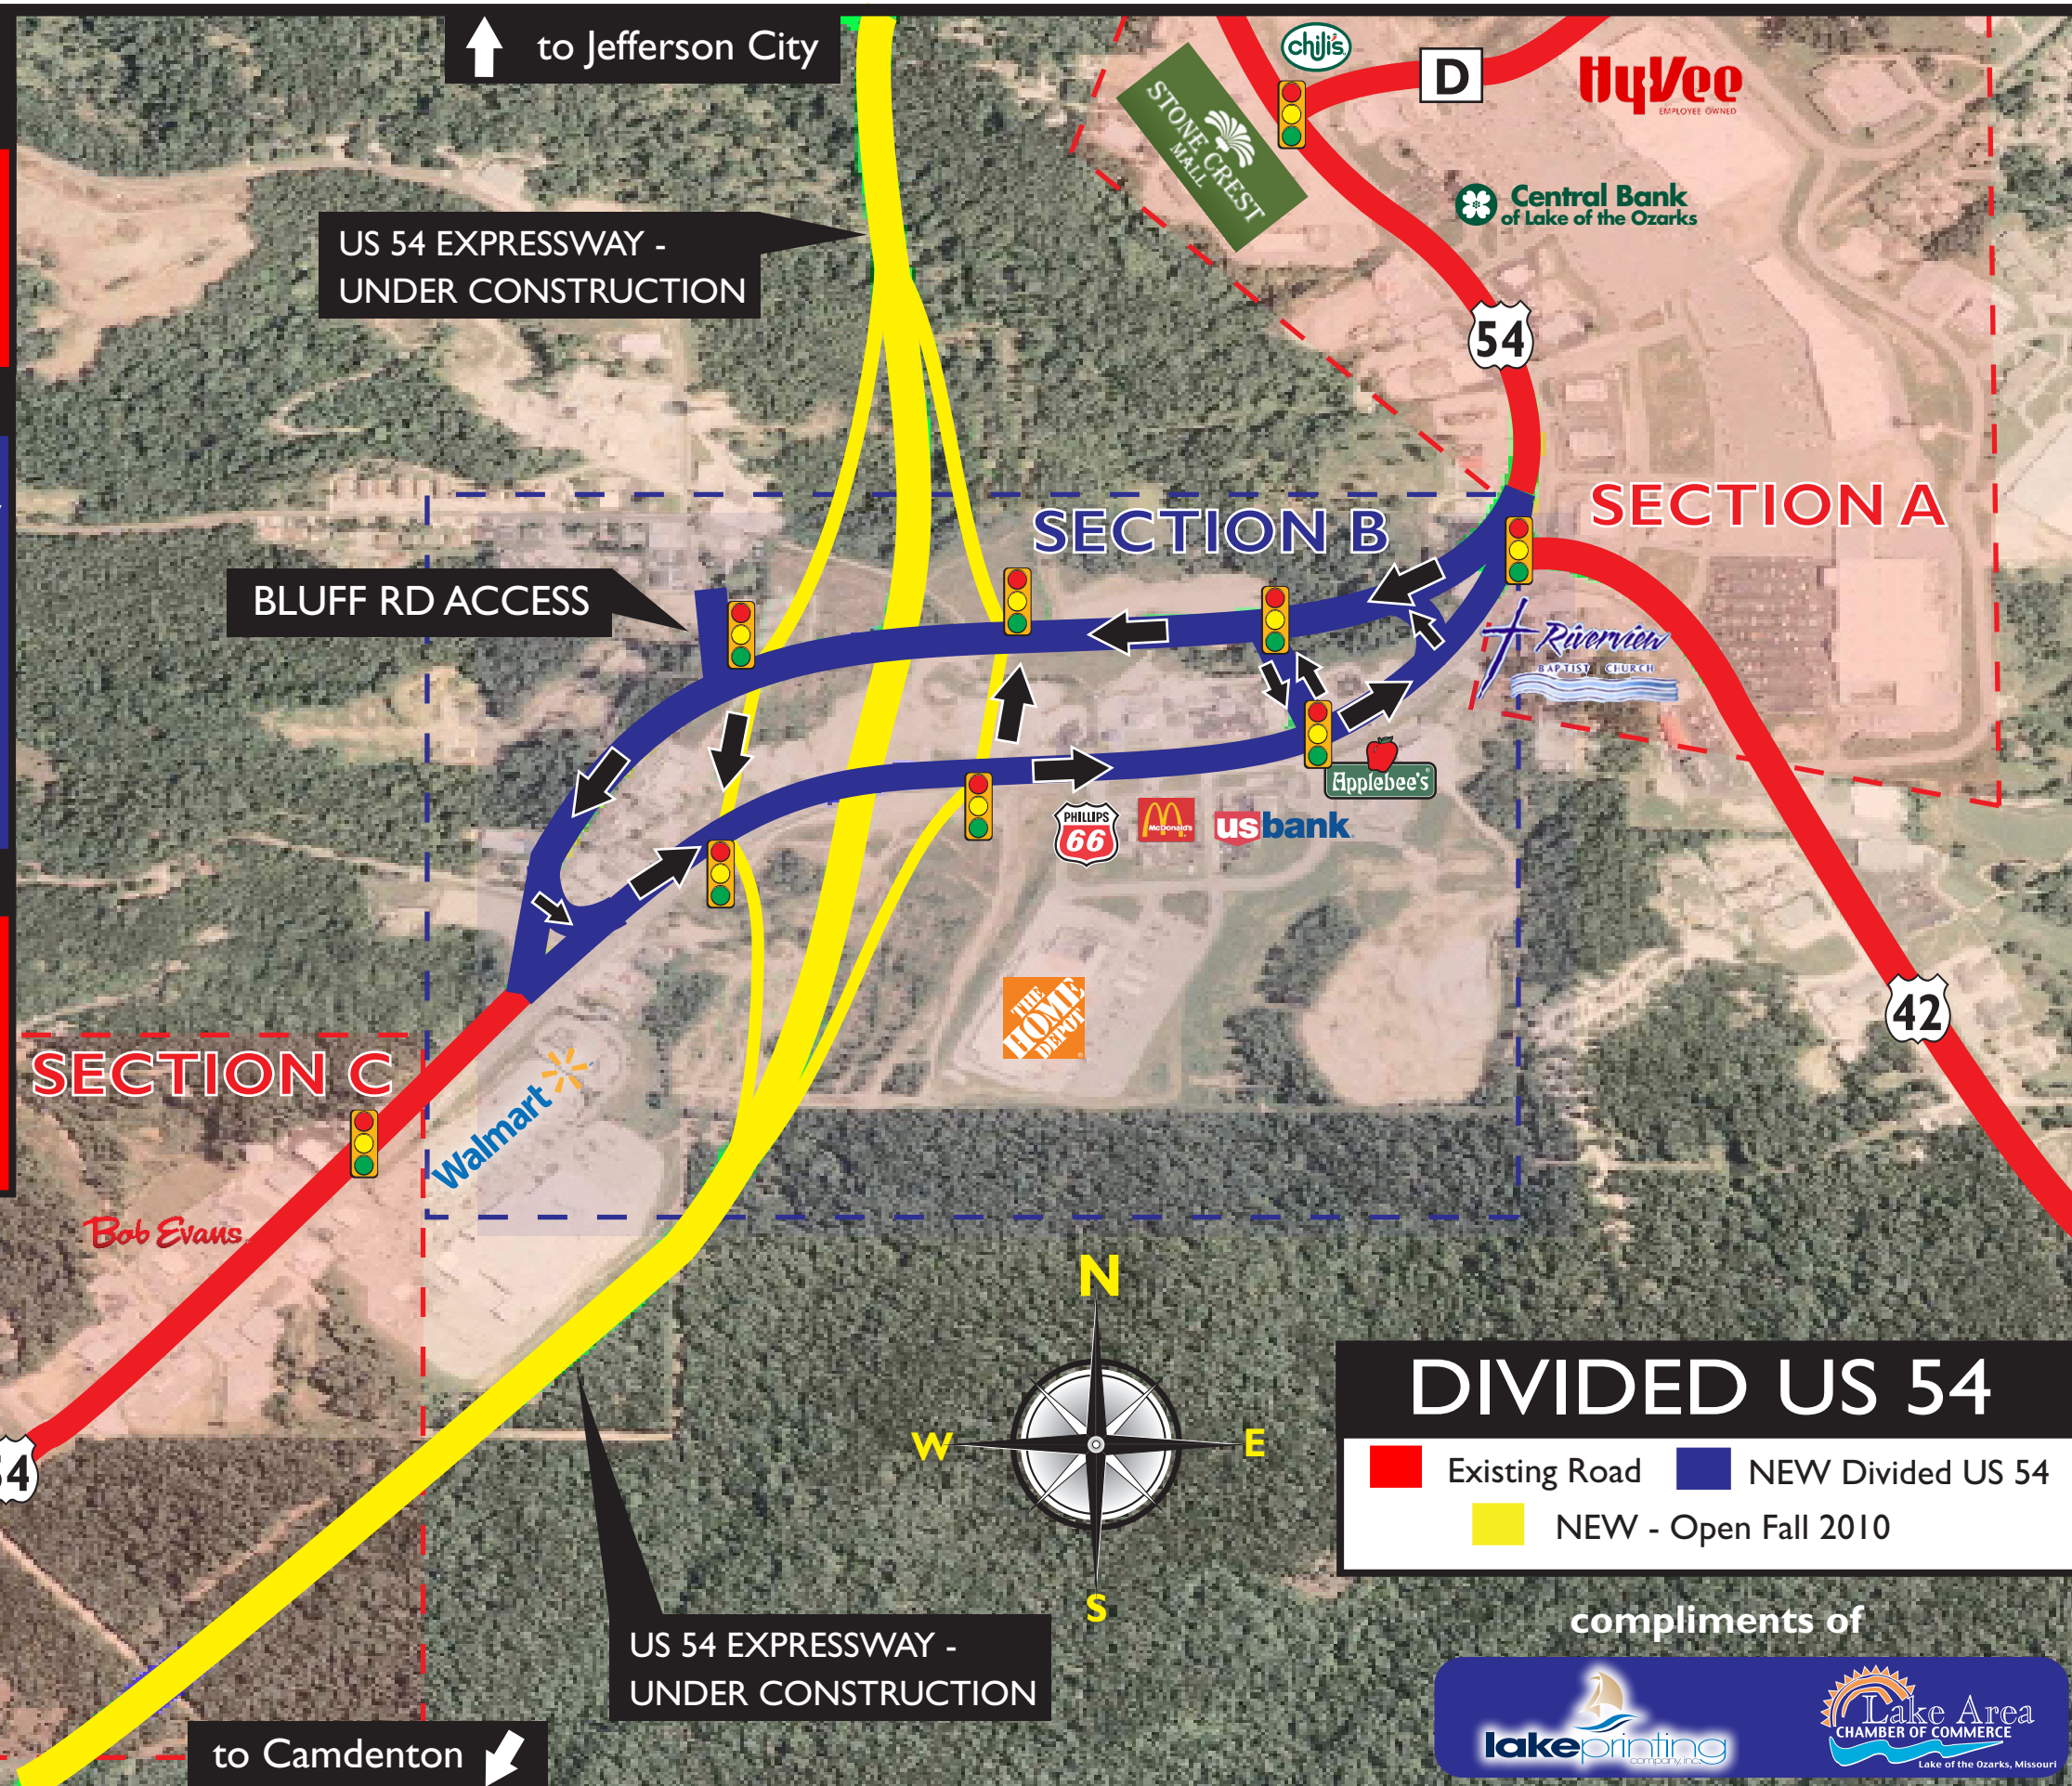 to Jefferson City
chili's
D
HyVee
EMPLOYEE OWNED
STONE CREST
MALL
Central Bank
of Lake of the Ozarks
US 54 EXPRESSWAY -
UNDER CONSTRUCTION
54
SECTION A
SECTION B
BLUFF RD ACCESS
Riverview
BAPTIST CHURCH
Applebee's
PHILLIPS
66
McDonald's
usbank
THE
HOME
DEPOT
42
SECTION C
Walmart
Bob Evans
N
W
E
S
54
DIVIDED US 54
Existing Road
NEW Divided US 54
NEW - Open Fall 2010
US 54 EXPRESSWAY -
UNDER CONSTRUCTION
to Camdenton
compliments of
lakeprinting
company, inc.
Lake Area
CHAMBER OF COMMERCE
Lake of the Ozarks, Missouri